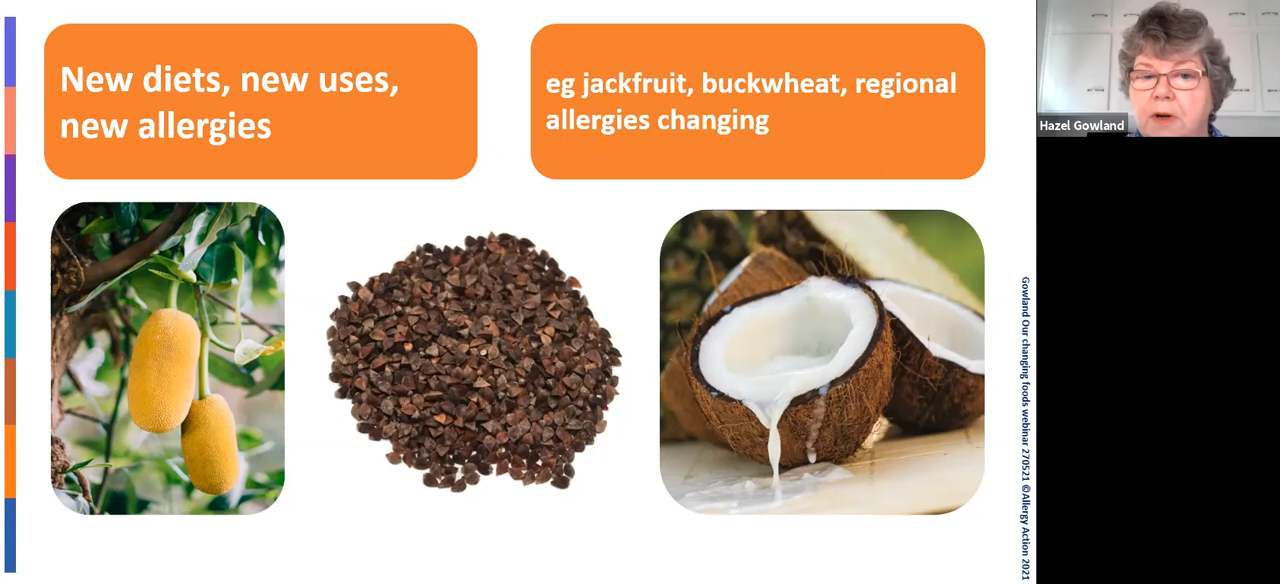 New diets, new uses,
new allergies
eg jackfruit, buckwheat, regional
allergies changing
Hazel Gowland
Gowland Our changing foods webinar 270521 ©Allergy Action 2021